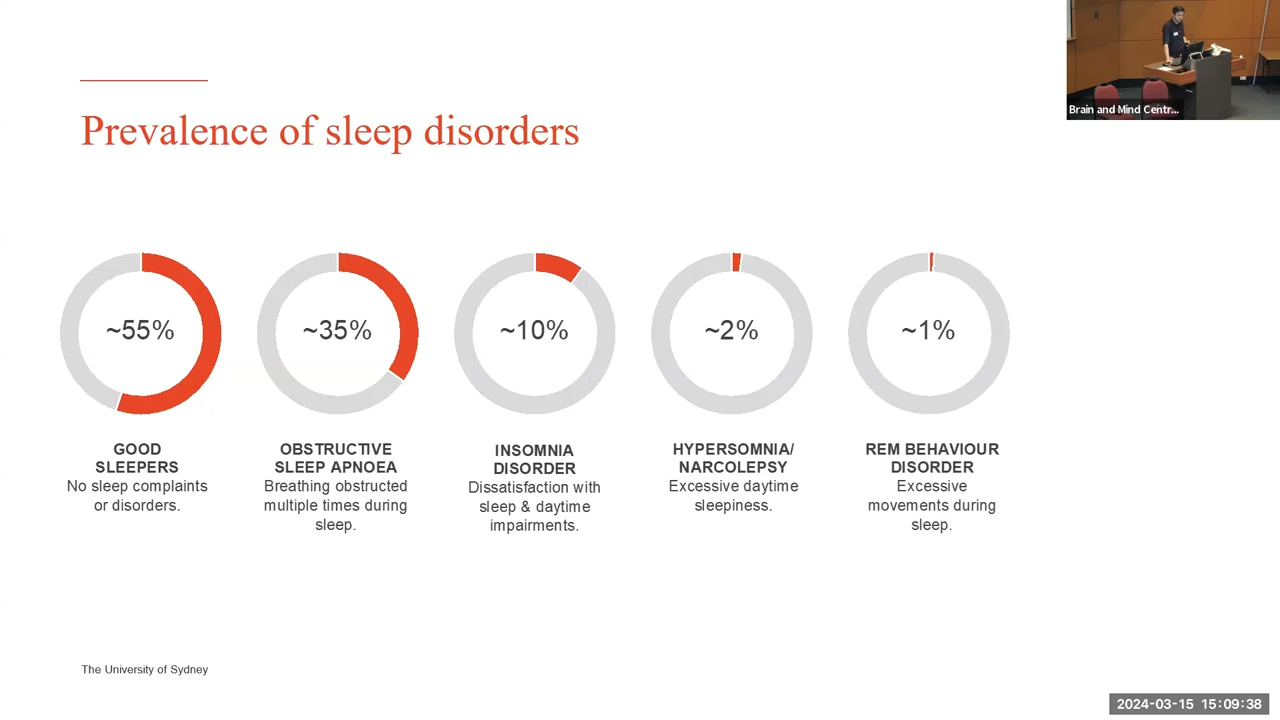 Brain and Mind Centr...
Prevalence of sleep disorders
~55%
GOOD
SLEEPERS
No sleep complaints
or disorders.
~35%
OBSTRUCTIVE
SLEEP APNOEA
Breathing obstructed
multiple times during
sleep.
~10%
INSOMNIA
DISORDER
Dissatisfaction with
sleep & daytime
impairments.
~2%
HYPERSOMNIA/
NARCOLEPSY
Excessive daytime
sleepiness.
~1%
REM BEHAVIOUR
DISORDER
Excessive
movements during
sleep.
The University of Sydney
2024-03-15 15:09:38